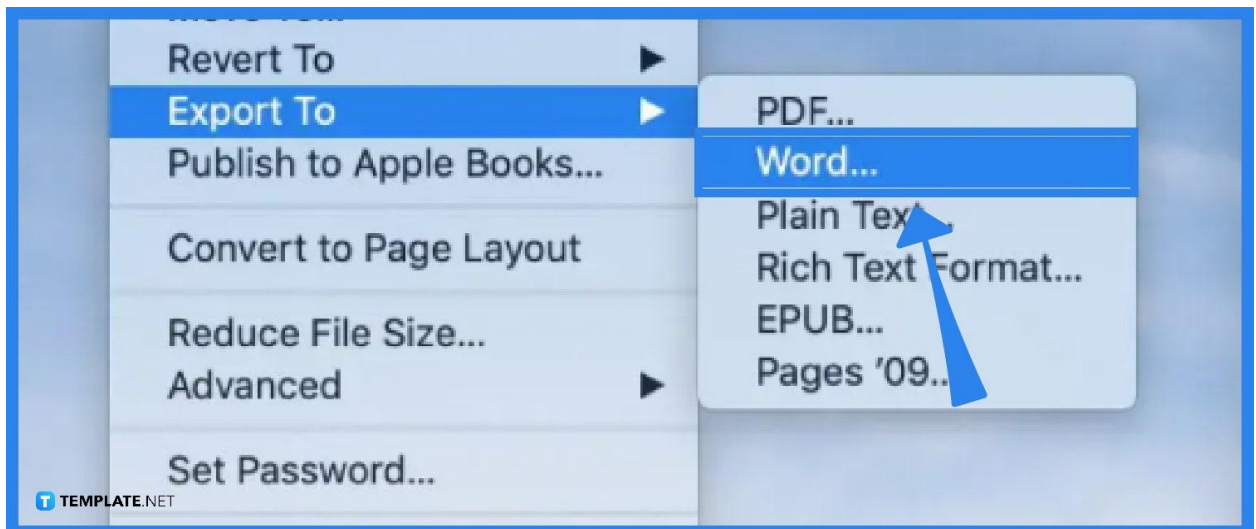 Revert To
Export To
Publish to Apple Books...
Convert to Page Layout
Reduce File Size...
Advanced
Set Password...
PDF...
Word...
Plain Text...
Rich Text Format...
EPUB...
Pages '09...
T TEMPLATE.NET